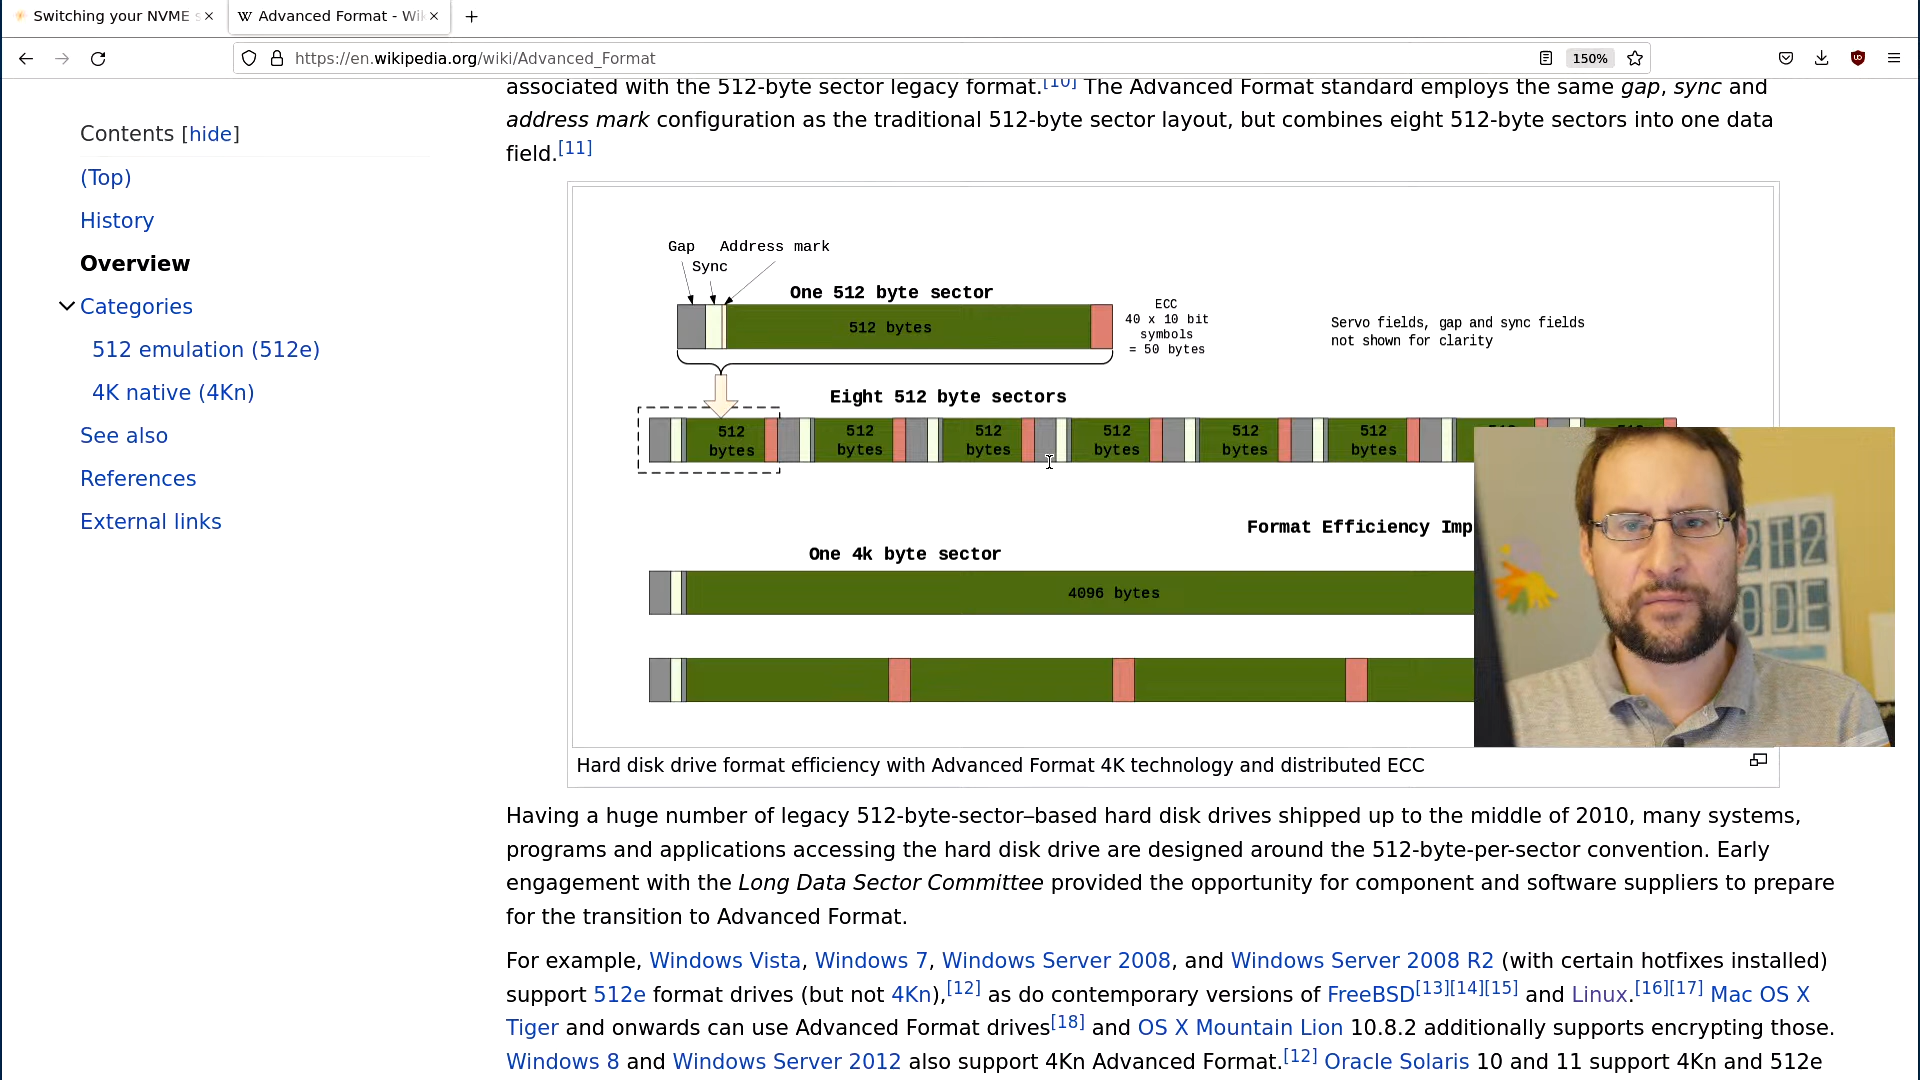 Switching your NVME
Advanced Format - Wi
https://en.wikipedia.org/wiki/Advanced_Format
150%
associated with the 512-byte sector legacy format.[10] The Advanced Format standard employs the same gap, sync and
address mark configuration as the traditional 512-byte sector layout, but combines eight 512-byte sectors into one data
field.[11]
Contents [hide]
(Top)
History
Overview
Categories
512 emulation (512e)
4K native (4Kn)
See also
References
External links
Gap Address mark
Sync
One 512 byte sector
512 bytes
ECC
40 x 10 bit
symbols
= 50 bytes
Servo fields, gap and sync fields
not shown for clarity
Eight 512 byte sectors
512 512 512 512 512 512
bytes bytes bytes bytes bytes bytes
Format Efficiency Imp
One 4k byte sector
4096 bytes
Hard disk drive format efficiency with Advanced Format 4K technology and distributed ECC
Having a huge number of legacy 512-byte-sector–based hard disk drives shipped up to the middle of 2010, many systems,
programs and applications accessing the hard disk drive are designed around the 512-byte-per-sector convention. Early
engagement with the Long Data Sector Committee provided the opportunity for component and software suppliers to prepare
for the transition to Advanced Format.
For example, Windows Vista, Windows 7, Windows Server 2008, and Windows Server 2008 R2 (with certain hotfixes installed)
support 512e format drives (but not 4Kn),[12] as do contemporary versions of FreeBSD[13][14][15] and Linux.[16][17] Mac OS X
Tiger and onwards can use Advanced Format drives[18] and OS X Mountain Lion 10.8.2 additionally supports encrypting those.
Windows 8 and Windows Server 2012 also support 4Kn Advanced Format.[12] Oracle Solaris 10 and 11 support 4Kn and 512e